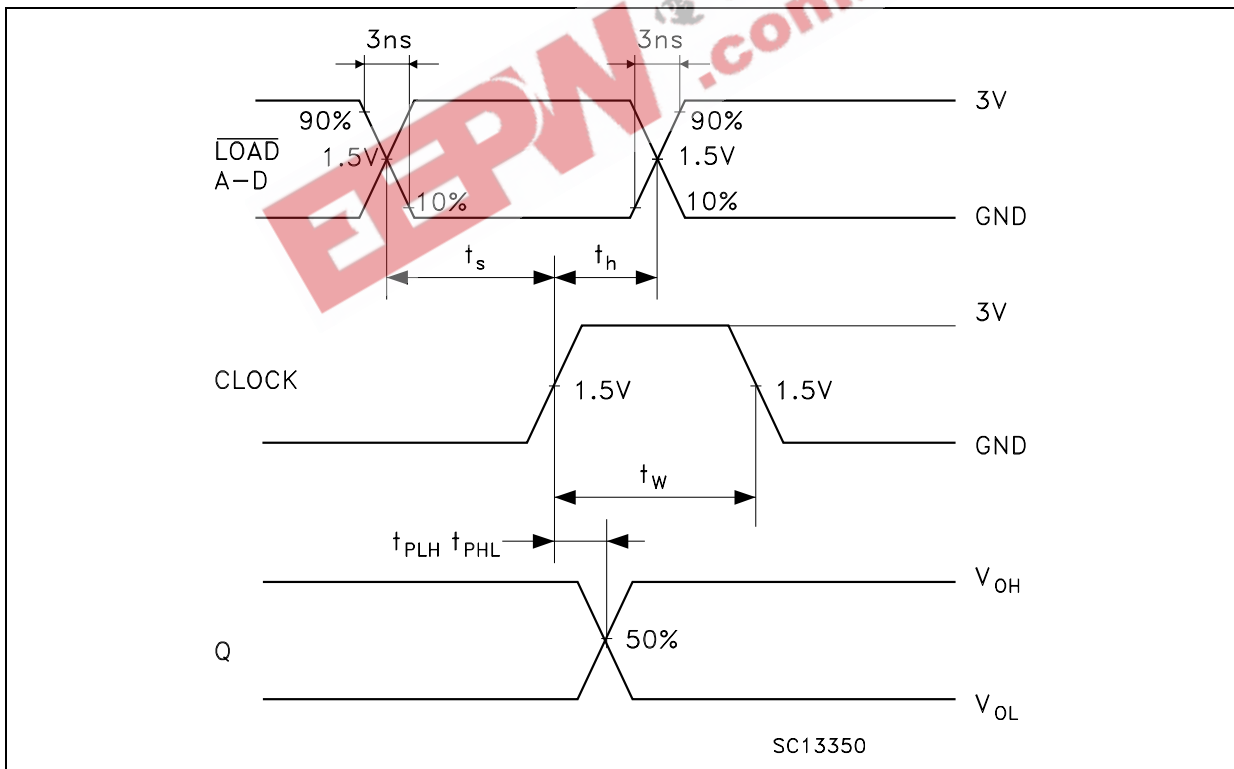 3ns 3ns
3V
90% 90%
L̅O̅A̅D̅ 1.5V 1.5V
A-D
10% 10%
GND
ts th
3V
CLOCK 1.5V 1.5V
GND
tW
tPLH tPHL
VOH
Q 50%
VOL
SC13350
EEPW .com